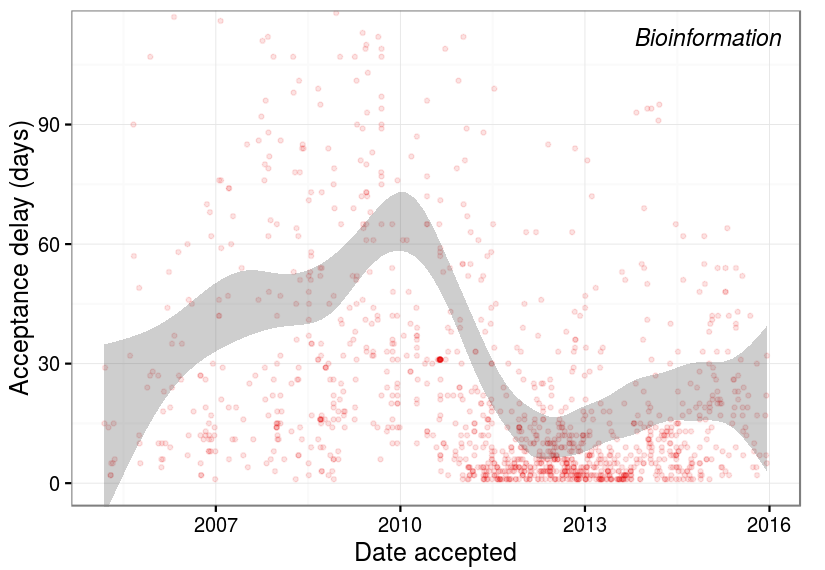 Bioinformation
Acceptance delay (days)
90
60
30
0
2007 2010 2013 2016
Date accepted